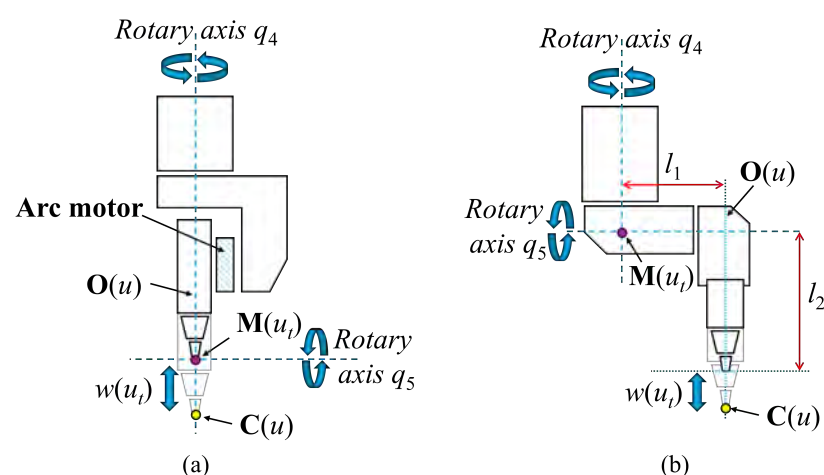 Rotary axis q4
Arc motor
O(u)
M(ut)
Rotary
axis q5
w(ut)
C(u)
(a)
Rotary axis q4
l1
O(u)
Rotary
axis q5
M(ut)
l2
w(ut)
C(u)
(b)